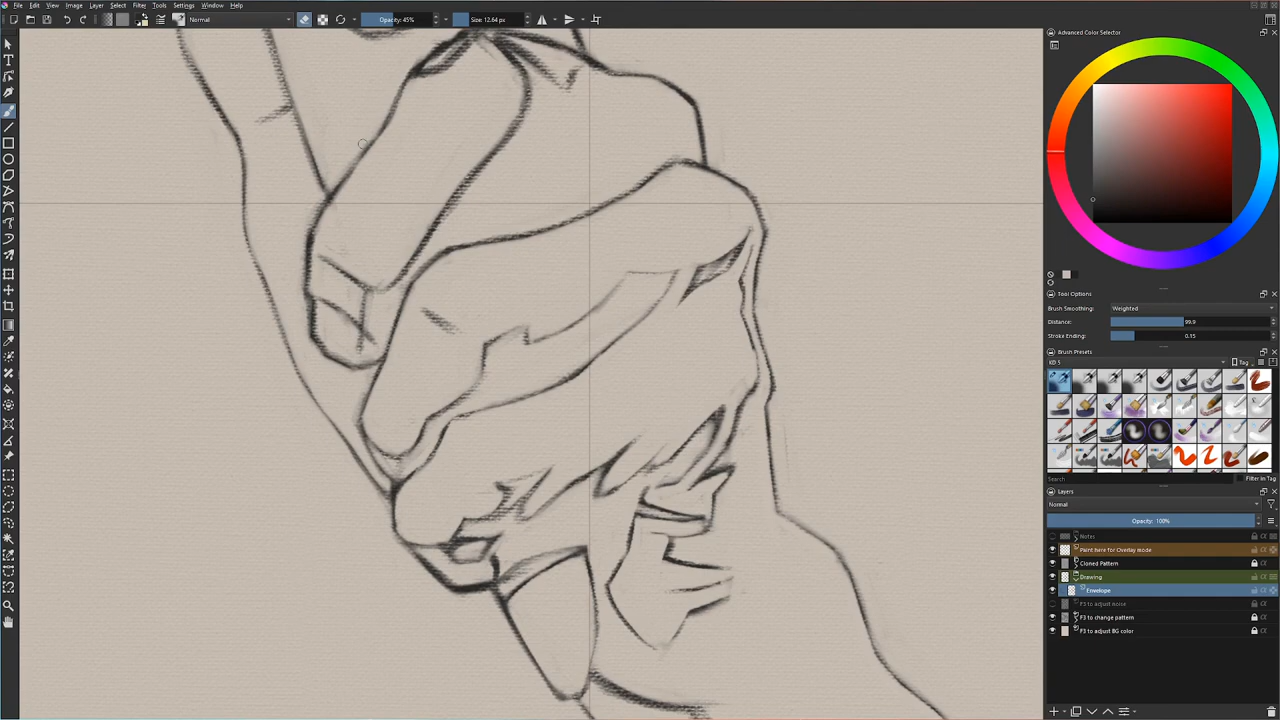 File Edit View Image Layer Select Filter Tools Settings Window Help
Normal Opacity: 45% Size: 12.64 px
Advanced Color Selector
Tool Options
Brush Smoothing: Weighted
Distance: 99.9
Stroke Ending: 0.15
Brush Presets
KD 5 Tag
Search Filter in Tag
Layers
Normal
Opacity: 100%
Notes
Paint here for Overlay mode
Cloned Pattern
Drawing
Envelope
F3 to adjust noise
F3 to change pattern
F3 to adjust BG color